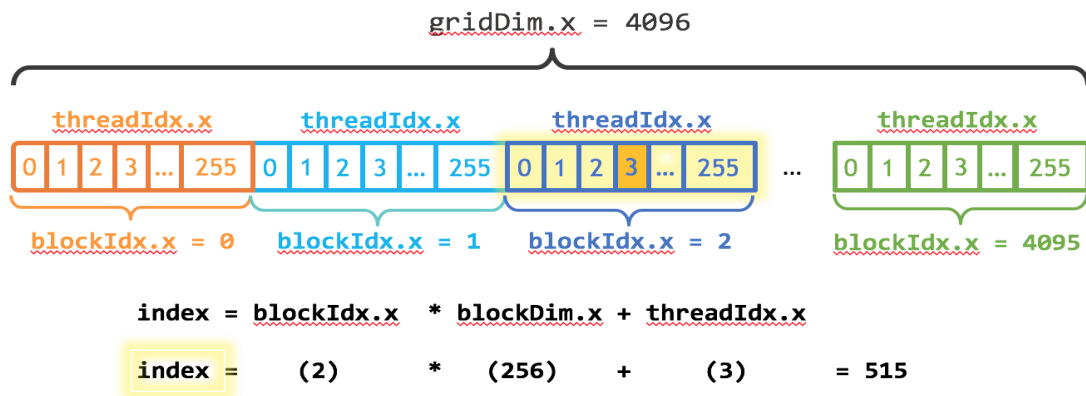 gridDim.x = 4096
threadIdx.x threadIdx.x threadIdx.x threadIdx.x
0 1 2 3 ... 255 0 1 2 3 ... 255 0 1 2 3 ... 255 ... 0 1 2 3 ... 255
blockIdx.x = 0 blockIdx.x = 1 blockIdx.x = 2 blockIdx.x = 4095
index = blockIdx.x * blockDim.x + threadIdx.x
index = (2) * (256) + (3) = 515